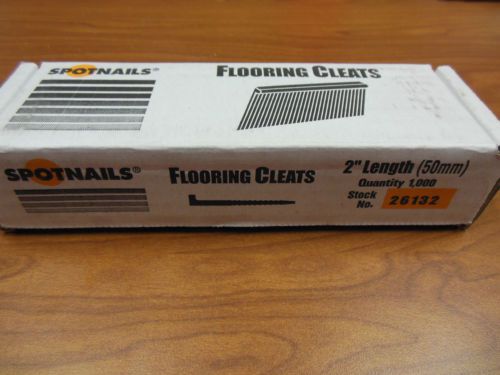 SPOTNAILS®
FLOORING CLEATS
SPOTNAILS®
FLOORING CLEATS
2" Length (50mm)
Quantity 1,000
Stock No. 26132